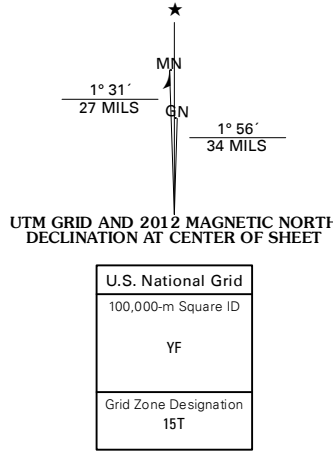 ★
MN
1° 31´
27 MILS
GN
1° 56´
34 MILS
UTM GRID AND 2012 MAGNETIC NORTH
DECLINATION AT CENTER OF SHEET
U.S. National Grid
100,000-m Square ID
YF
Grid Zone Designation
15T